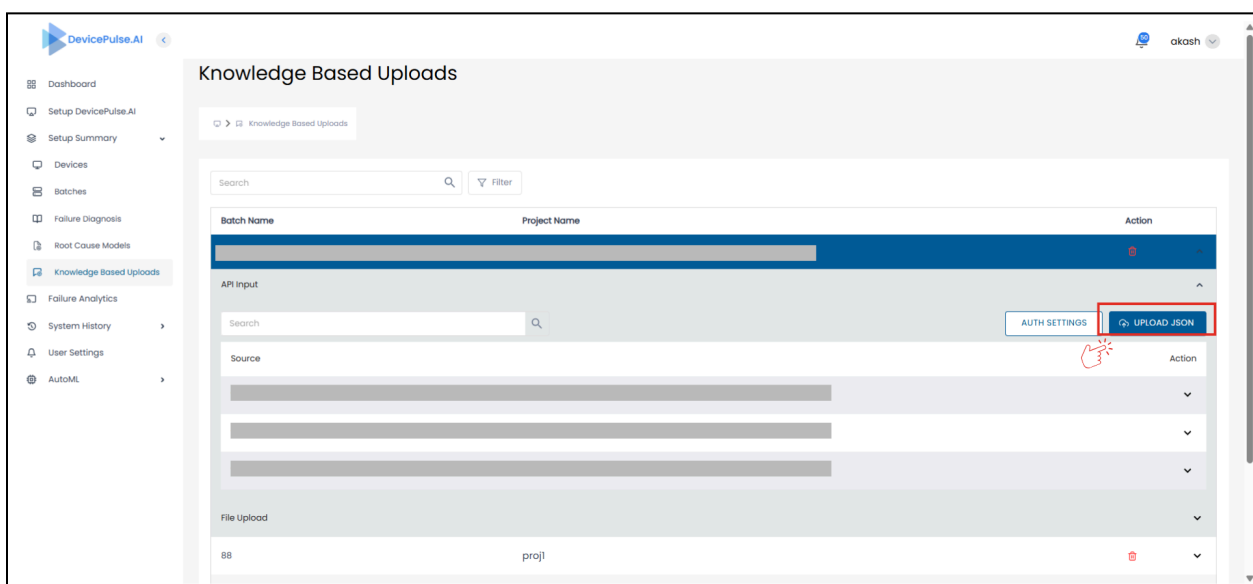 DevicePulse.AI
50
akash
Dashboard
Setup DevicePulse.AI
Setup Summary
Devices
Batches
Failure Diagnosis
Root Cause Models
Knowledge Based Uploads
Failure Analytics
System History
User Settings
AutoML
Knowledge Based Uploads
Knowledge Based Uploads
Search
Filter
Batch Name Project Name Action
API Input
Search
AUTH SETTINGS UPLOAD JSON
Source Action
File Upload
88 proj1